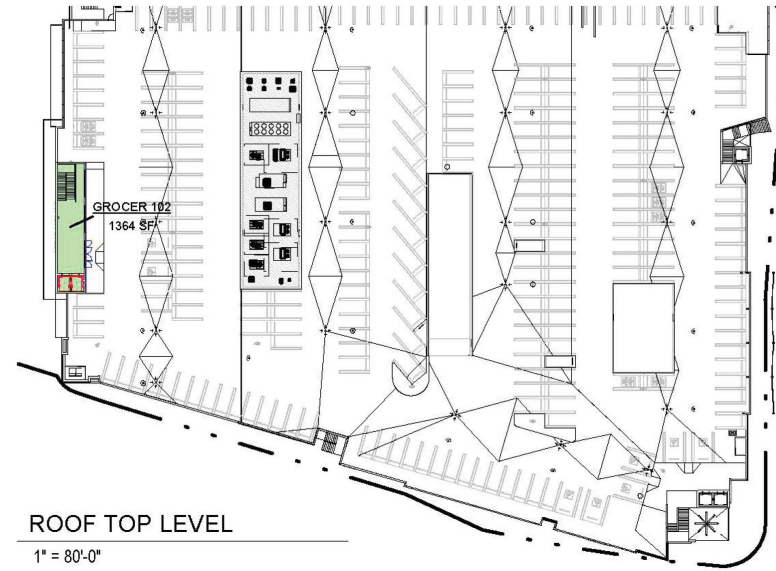 GROCER 102
1364 SF
ROOF TOP LEVEL
1" = 80'-0"